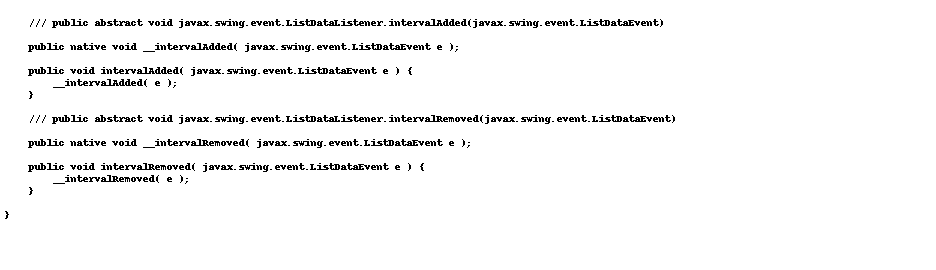 /// public abstract void javax.swing.event.ListDataListener.intervalAdded(javax.swing.event.ListDataEvent)
public native void __intervalAdded( javax.swing.event.ListDataEvent e );
public void intervalAdded( javax.swing.event.ListDataEvent e ) {
__intervalAdded( e );
}
/// public abstract void javax.swing.event.ListDataListener.intervalRemoved(javax.swing.event.ListDataEvent)
public native void __intervalRemoved( javax.swing.event.ListDataEvent e );
public void intervalRemoved( javax.swing.event.ListDataEvent e ) {
__intervalRemoved( e );
}
}